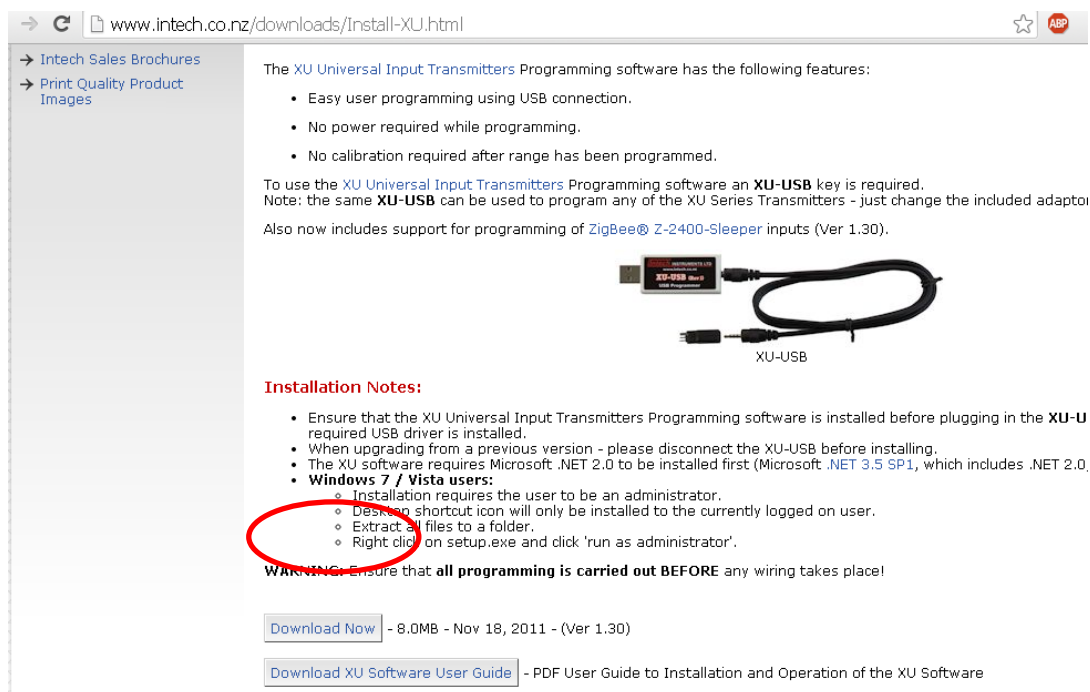 www.intech.co.nz/downloads/Install-XU.html
ABP
Intech Sales Brochures
Print Quality Product
Images
The XU Universal Input Transmitters Programming software has the following features:
• Easy user programming using USB connection.
• No power required while programming.
• No calibration required after range has been programmed.
To use the XU Universal Input Transmitters Programming software an XU-USB key is required.
Note: the same XU-USB can be used to program any of the XU Series Transmitters - just change the included adaptor
Also now includes support for programming of ZigBee® Z-2400-Sleeper inputs (Ver 1.30).
INSTRUMENTS LTD
www.intech.co.nz
XU-USB
USB Programmer
XU-USB
Installation Notes:
• Ensure that the XU Universal Input Transmitters Programming software is installed before plugging in the XU-U
required USB driver is installed.
• When upgrading from a previous version - please disconnect the XU-USB before installing.
• The XU software requires Microsoft .NET 2.0 to be installed first (Microsoft .NET 3.5 SP1, which includes .NET 2.0,
• Windows 7 / Vista users:
Installation requires the user to be an administrator.
Desktop shortcut icon will only be installed to the currently logged on user.
Extract all files to a folder.
Right click on setup.exe and click 'run as administrator'.
WARNING: Ensure that all programming is carried out BEFORE any wiring takes place!
Download Now - 8.0MB - Nov 18, 2011 - (Ver 1.30)
Download XU Software User Guide - PDF User Guide to Installation and Operation of the XU Software